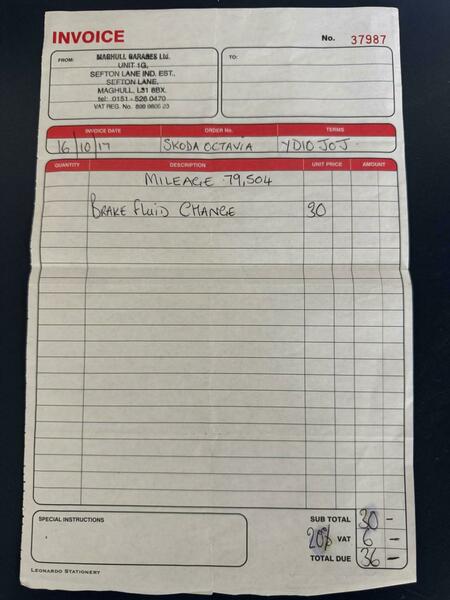 INVOICE
No. 37987
FROM:
MAGHULL GARAGES Ltd.
UNIT 1G,
SEFTON LANE IND. EST.,
SEFTON LANE,
MAGHULL, L31 8BX.
tel: 0151 - 526 0470
VAT REG. No.
TO:
INVOICE DATE ORDER No. TERMS
16/10/17 SKODA OCTAVIA YD10 JOJ
QUANTITY DESCRIPTION UNIT PRICE AMOUNT
MILEAGE 79,504
BRAKE FLUID CHANGE 30
SPECIAL INSTRUCTIONS
SUB TOTAL 30 -
20% VAT 6 -
TOTAL DUE 36 -
LEONARDO STATIONERY